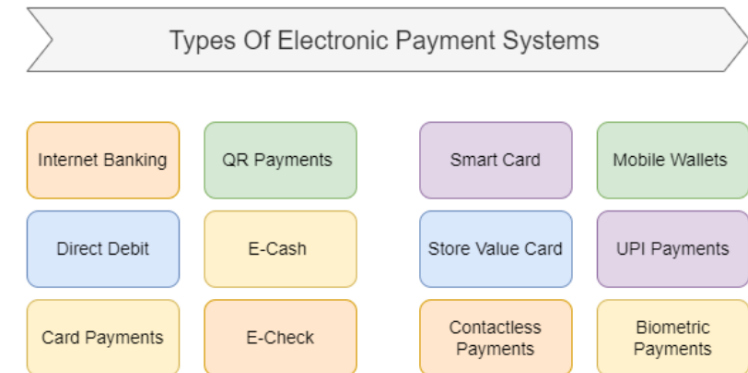 Types Of Electronic Payment Systems
Internet Banking
QR Payments
Smart Card
Mobile Wallets
Direct Debit
E-Cash
Store Value Card
UPI Payments
Card Payments
E-Check
Contactless
Payments
Biometric
Payments